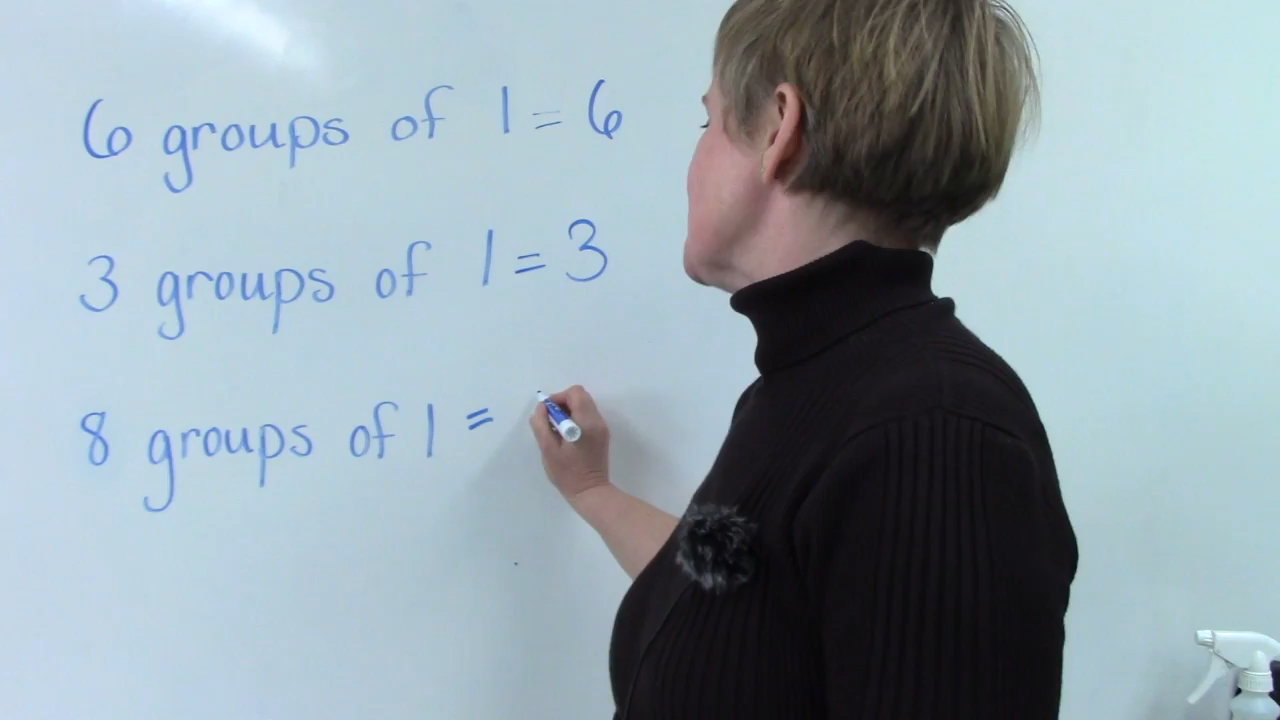 6 groups of 1 = 6
3 groups of 1 = 3
8 groups of 1 =